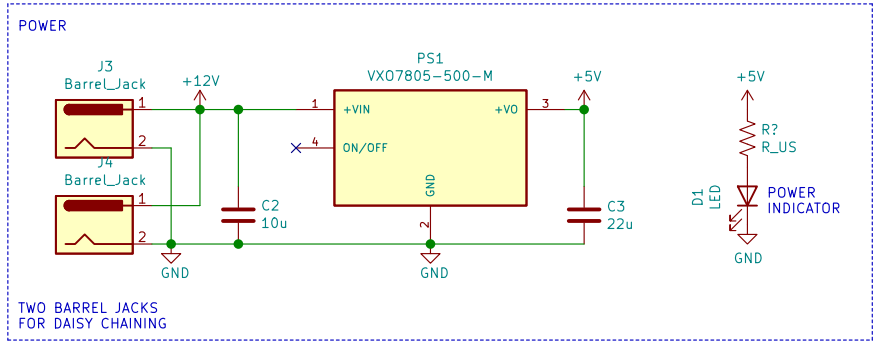 POWER
J3
Barrel_Jack
1
2
+12V
J4
Barrel_Jack
1
2
GND
C2
10u
PS1
VXO7805-500-M
1
+VIN
+VO
3
4
ON/OFF
GND
2
GND
+5V
C3
22u
+5V
R?
R_US
D1
LED
POWER
INDICATOR
GND
TWO BARREL JACKS
FOR DAISY CHAINING